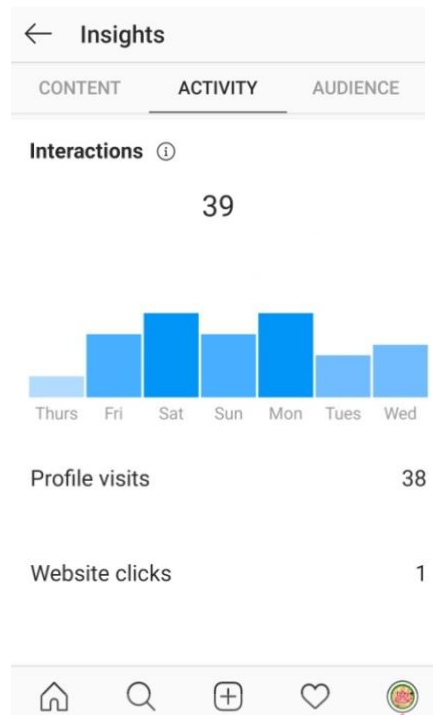 Insights
CONTENT ACTIVITY AUDIENCE
Interactions
39
Thurs Fri Sat Sun Mon Tues Wed
Profile visits 38
Website clicks 1